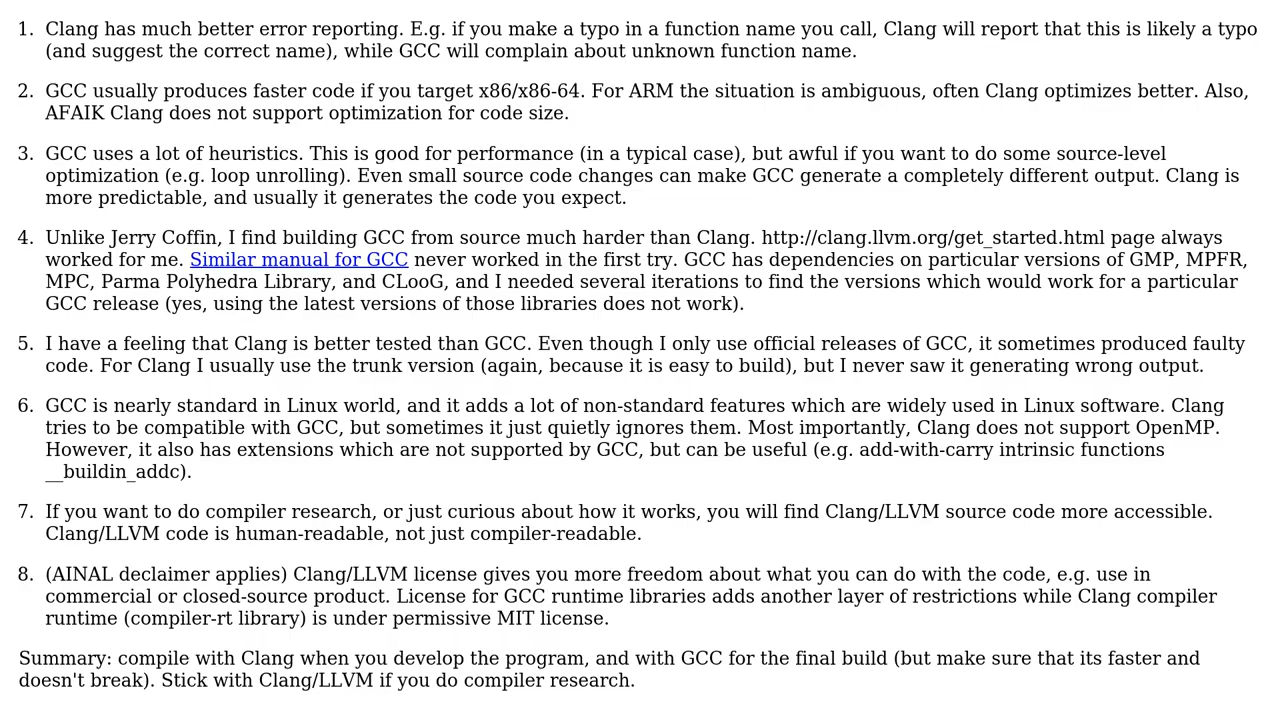 1. Clang has much better error reporting. E.g. if you make a typo in a function name you call, Clang will report that this is likely a typo
(and suggest the correct name), while GCC will complain about unknown function name.
2. GCC usually produces faster code if you target x86/x86-64. For ARM the situation is ambiguous, often Clang optimizes better. Also,
AFAIK Clang does not support optimization for code size.
3. GCC uses a lot of heuristics. This is good for performance (in a typical case), but awful if you want to do some source-level
optimization (e.g. loop unrolling). Even small source code changes can make GCC generate a completely different output. Clang is
more predictable, and usually it generates the code you expect.
4. Unlike Jerry Coffin, I find building GCC from source much harder than Clang. http://clang.llvm.org/get_started.html page always
worked for me. Similar manual for GCC never worked in the first try. GCC has dependencies on particular versions of GMP, MPFR,
MPC, Parma Polyhedra Library, and CLooG, and I needed several iterations to find the versions which would work for a particular
GCC release (yes, using the latest versions of those libraries does not work).
5. I have a feeling that Clang is better tested than GCC. Even though I only use official releases of GCC, it sometimes produced faulty
code. For Clang I usually use the trunk version (again, because it is easy to build), but I never saw it generating wrong output.
6. GCC is nearly standard in Linux world, and it adds a lot of non-standard features which are widely used in Linux software. Clang
tries to be compatible with GCC, but sometimes it just quietly ignores them. Most importantly, Clang does not support OpenMP.
However, it also has extensions which are not supported by GCC, but can be useful (e.g. add-with-carry intrinsic functions
__buildin_addc).
7. If you want to do compiler research, or just curious about how it works, you will find Clang/LLVM source code more accessible.
Clang/LLVM code is human-readable, not just compiler-readable.
8. (AINAL declaimer applies) Clang/LLVM license gives you more freedom about what you can do with the code, e.g. use in
commercial or closed-source product. License for GCC runtime libraries adds another layer of restrictions while Clang compiler
runtime (compiler-rt library) is under permissive MIT license.
Summary: compile with Clang when you develop the program, and with GCC for the final build (but make sure that its faster and
doesn't break). Stick with Clang/LLVM if you do compiler research.